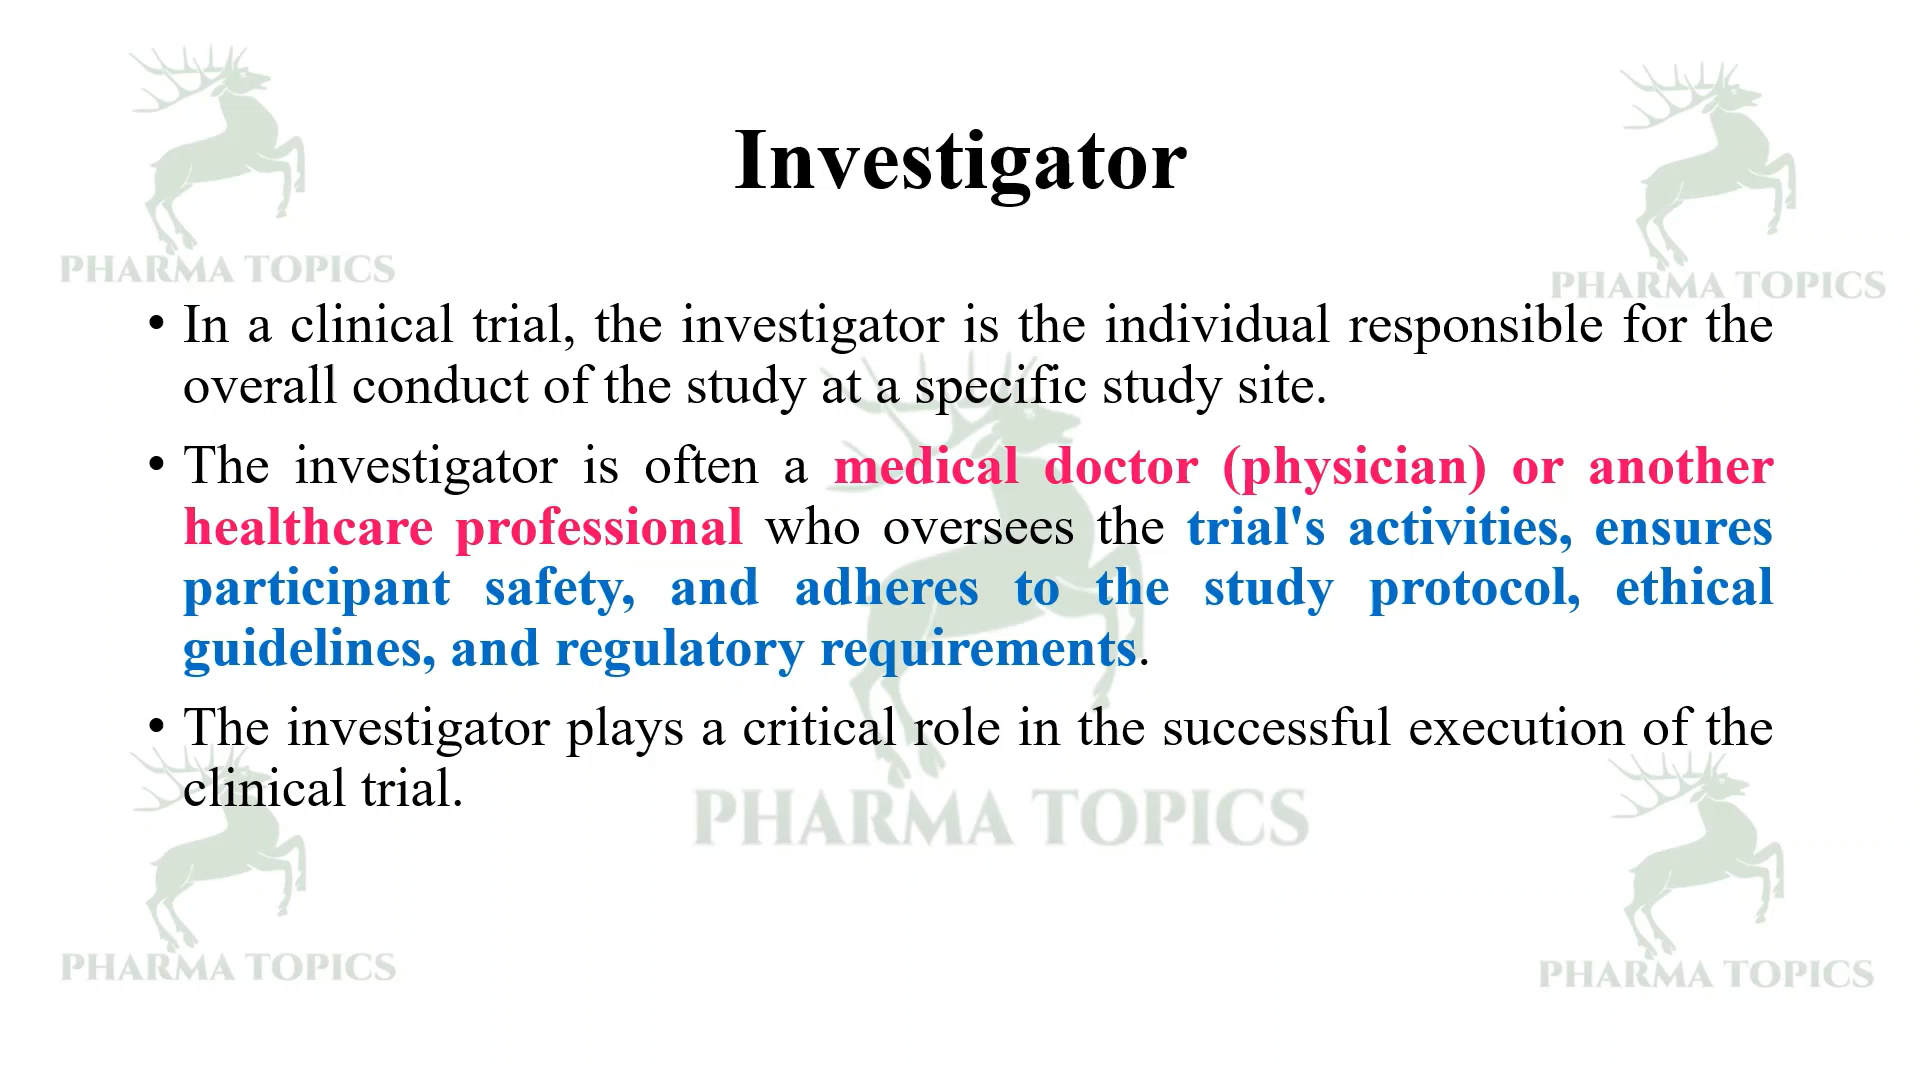 Investigator
PHARMA TOPICS
PHARMA TOPICS
• In a clinical trial, the investigator is the individual responsible for the
overall conduct of the study at a specific study site.
• The investigator is often a medical doctor (physician) or another
healthcare professional who oversees the trial's activities, ensures
participant safety, and adheres to the study protocol, ethical
guidelines, and regulatory requirements.
• The investigator plays a critical role in the successful execution of the
clinical trial.
PHARMA TOPICS
PHARMA TOPICS
PHARMA TOPICS